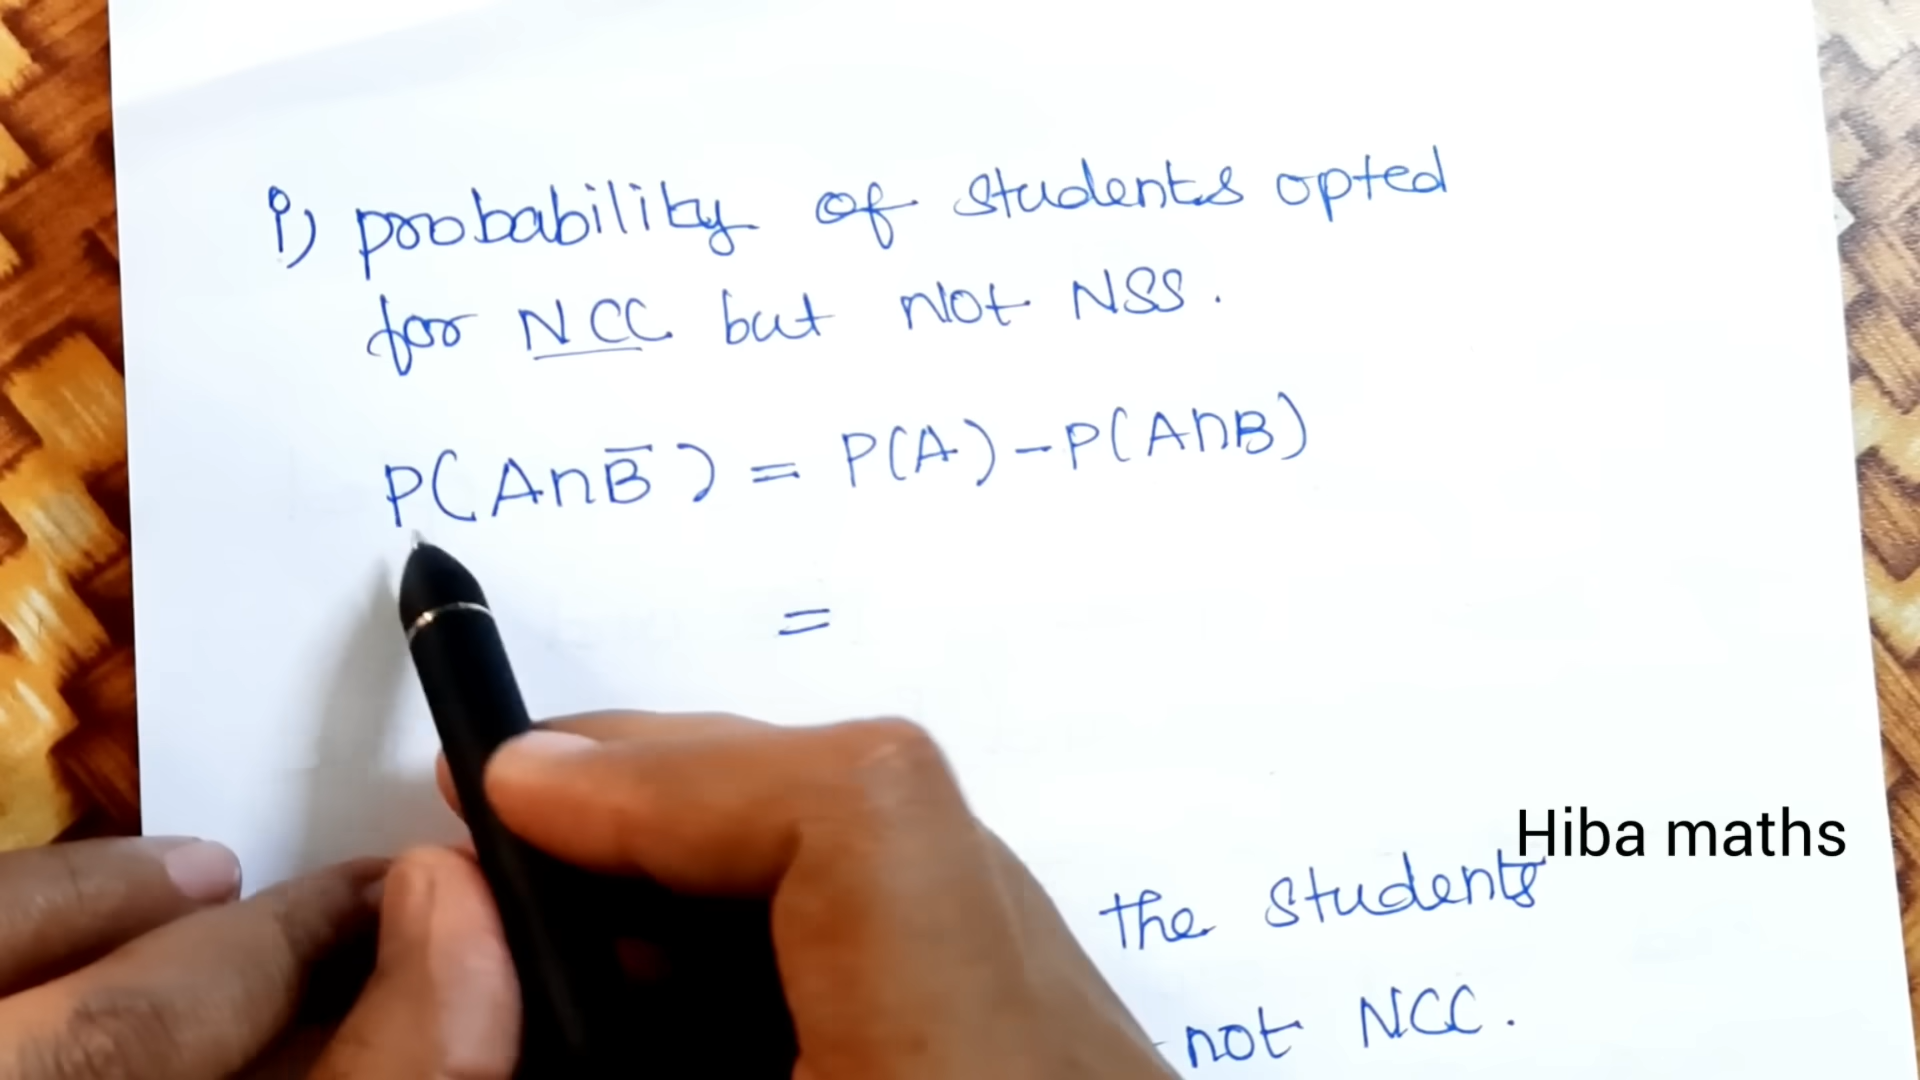 i) probability of students opted
for NCC but not NSS.
P(A∩B̅) = P(A) - P(A∩B)
=
Hiba maths
the students
not NCC.